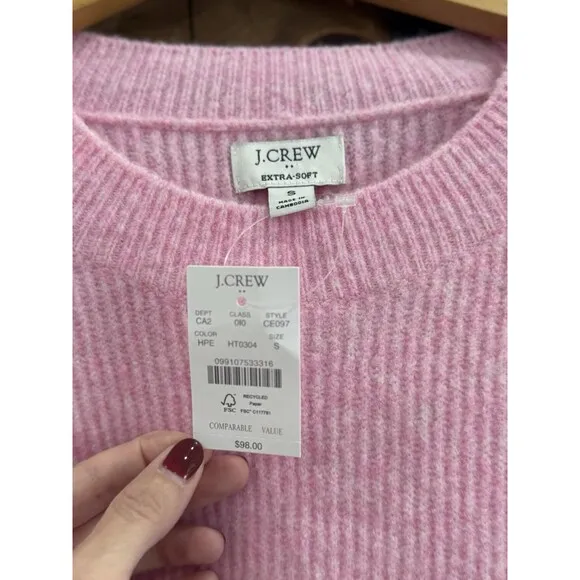 J.CREW
EXTRA-SOFT
S
MADE IN
CAMBODIA
J.CREW
DEPT CLASS STYLE
CA2 010 CE097
COLOR SIZE
HPE HT0304 S
099107533316
RECYCLED
Paper
FSC
COMPARABLE VALUE
$98.00